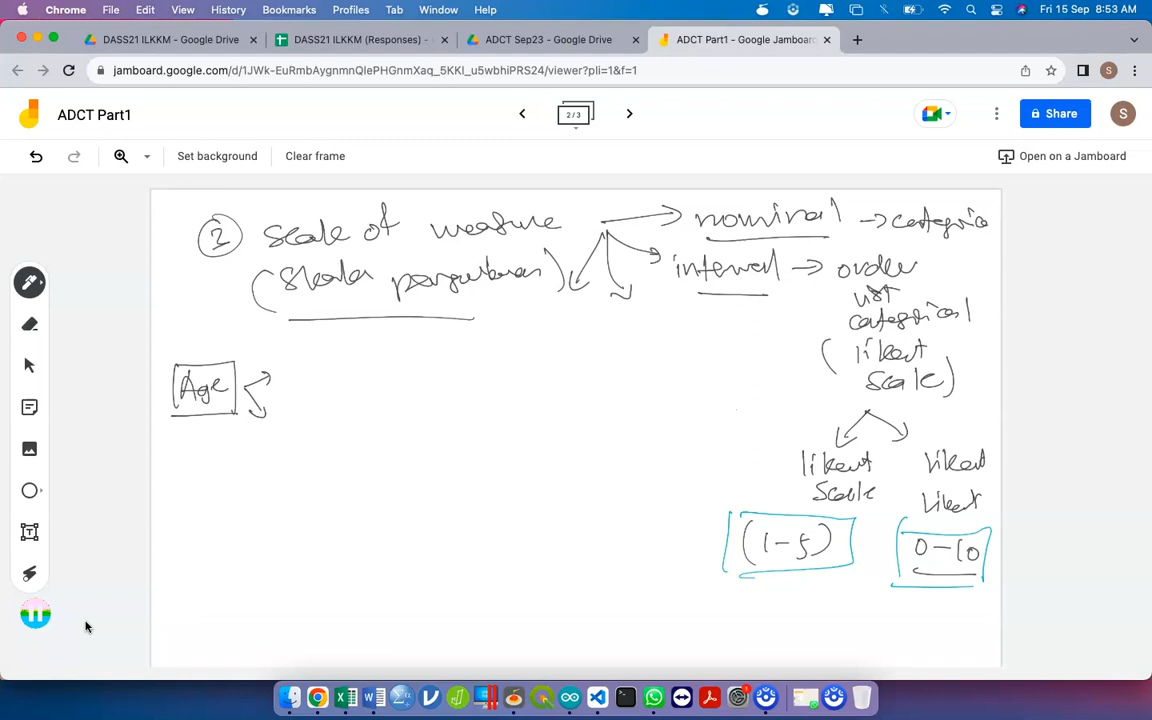 Chrome File Edit View History Bookmarks Profiles Tab Window Help Fri 15 Sep 8:53 AM
DASS21 ILKKM - Google Drive DASS21 ILKKM (Responses) - ADCT Sep23 - Google Drive ADCT Part1 - Google Jamboard
jamboard.google.com/d/1JWk-EuRmbAygnmnQIePHGnmXaq_5KKI_u5wbhiPRS24/viewer?pli=1&f=1
ADCT Part1
2/3
Share
S
Set background Clear frame Open on a Jamboard
2 scale of measure nominal → categorica
(skala pengukuran) interval → order
categorical
(likert
scale)
likert likert
scale likert
(1-5) 0-10
Age